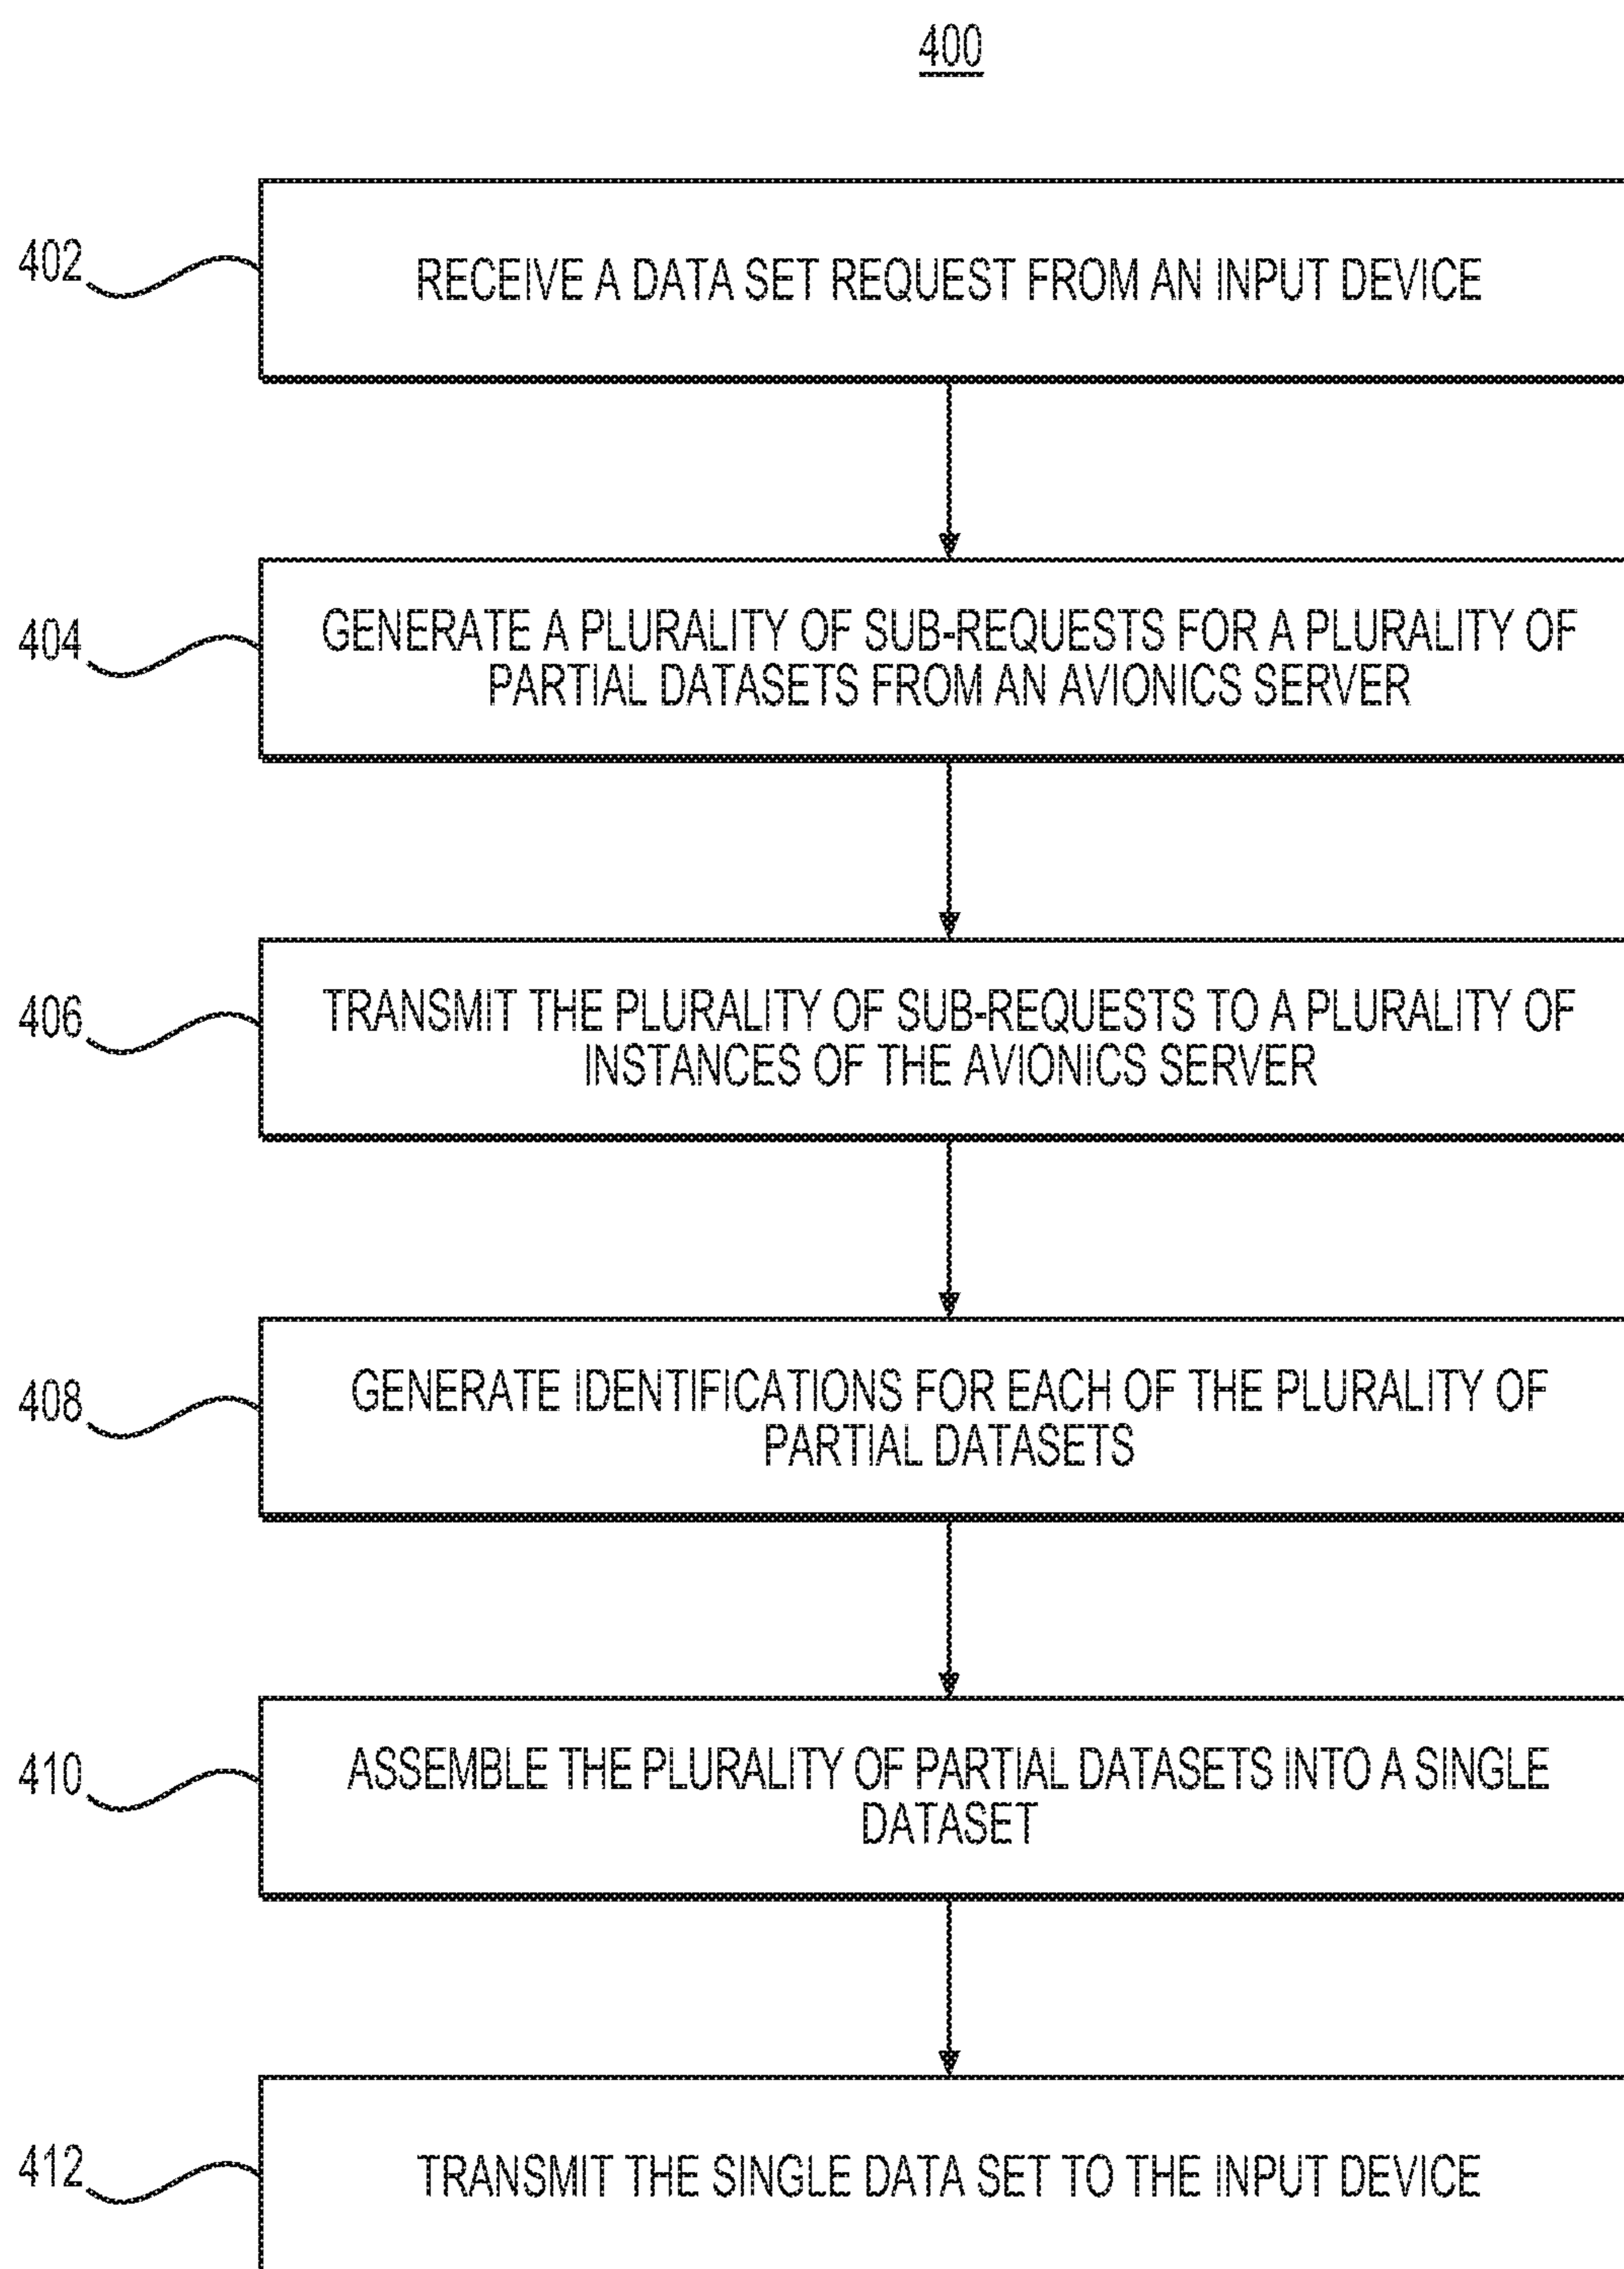 400
402
RECEIVE A DATA SET REQUEST FROM AN INPUT DEVICE
404
GENERATE A PLURALITY OF SUB-REQUESTS FOR A PLURALITY OF
PARTIAL DATASETS FROM AN AVIONICS SERVER
406
TRANSMIT THE PLURALITY OF SUB-REQUESTS TO A PLURALITY OF
INSTANCES OF THE AVIONICS SERVER
408
GENERATE IDENTIFICATIONS FOR EACH OF THE PLURALITY OF
PARTIAL DATASETS
410
ASSEMBLE THE PLURALITY OF PARTIAL DATASETS INTO A SINGLE
DATASET
412
TRANSMIT THE SINGLE DATA SET TO THE INPUT DEVICE